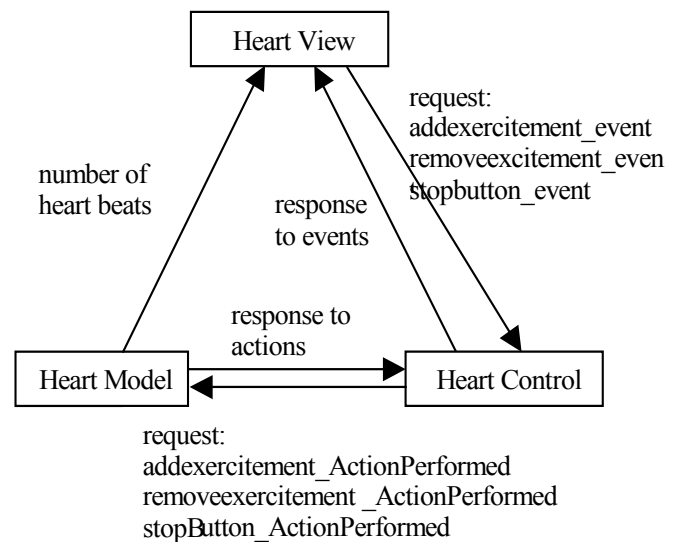 Heart View
request:
addexercitement_event
removeexcitement_even
stopbutton_event
number of
heart beats
response
to events
response to
actions
Heart Model
Heart Control
request:
addexercitement_ActionPerformed
removeexercitement _ActionPerformed
stopButton_ActionPerformed